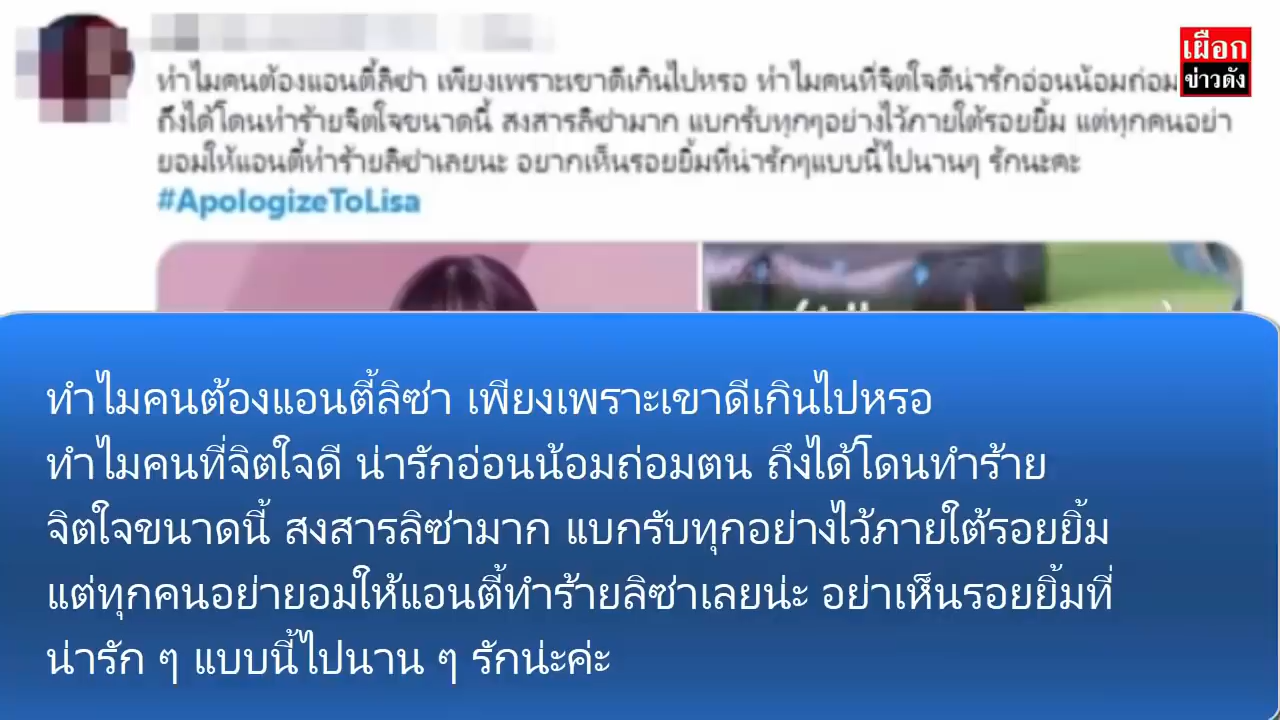 เผือก
ข่าวดัง
ทำไมคนต้องแอนตี้ลิซ่า เพียงเพราะเขาดีเกินไปหรอ ทำไมคนที่จิตใจดีน่ารักอ่อนน้อมถ่อม
ถึงได้โดนทำร้ายจิตใจขนาดนี้ สงสารลิซ่ามาก แบกรับทุกๆอย่างไว้ภายใต้รอยยิ้ม แต่ทุกคนอย่า
ยอมให้แอนตี้ทำร้ายลิซ่าเลยนะ อยากเห็นรอยยิ้มที่น่ารักๆแบบนี้ไปนานๆ รักนะคะ
#ApologizeToLisa
ทำไมคนต้องแอนตี้ลิซ่า เพียงเพราะเขาดีเกินไปหรอ
ทำไมคนที่จิตใจดี น่ารักอ่อนน้อมถ่อมตน ถึงได้โดนทำร้าย
จิตใจขนาดนี้ สงสารลิซ่ามาก แบกรับทุกอย่างไว้ภายใต้รอยยิ้ม
แต่ทุกคนอย่ายอมให้แอนตี้ทำร้ายลิซ่าเลยน่ะ อย่าเห็นรอยยิ้มที่
น่ารัก ๆ แบบนี้ไปนาน ๆ รักน่ะค่ะ